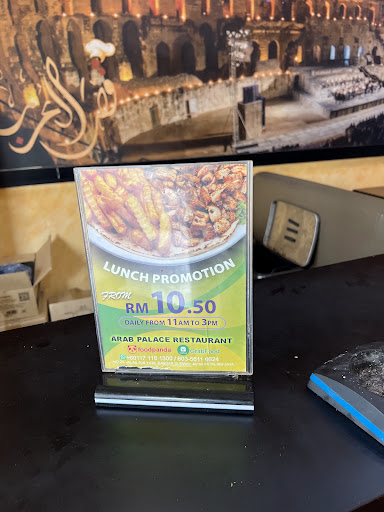 LUNCH PROMOTION
FROM
RM 10.50
DAILY FROM 11AM TO 3PM
ARAB PALACE RESTAURANT
foodpanda